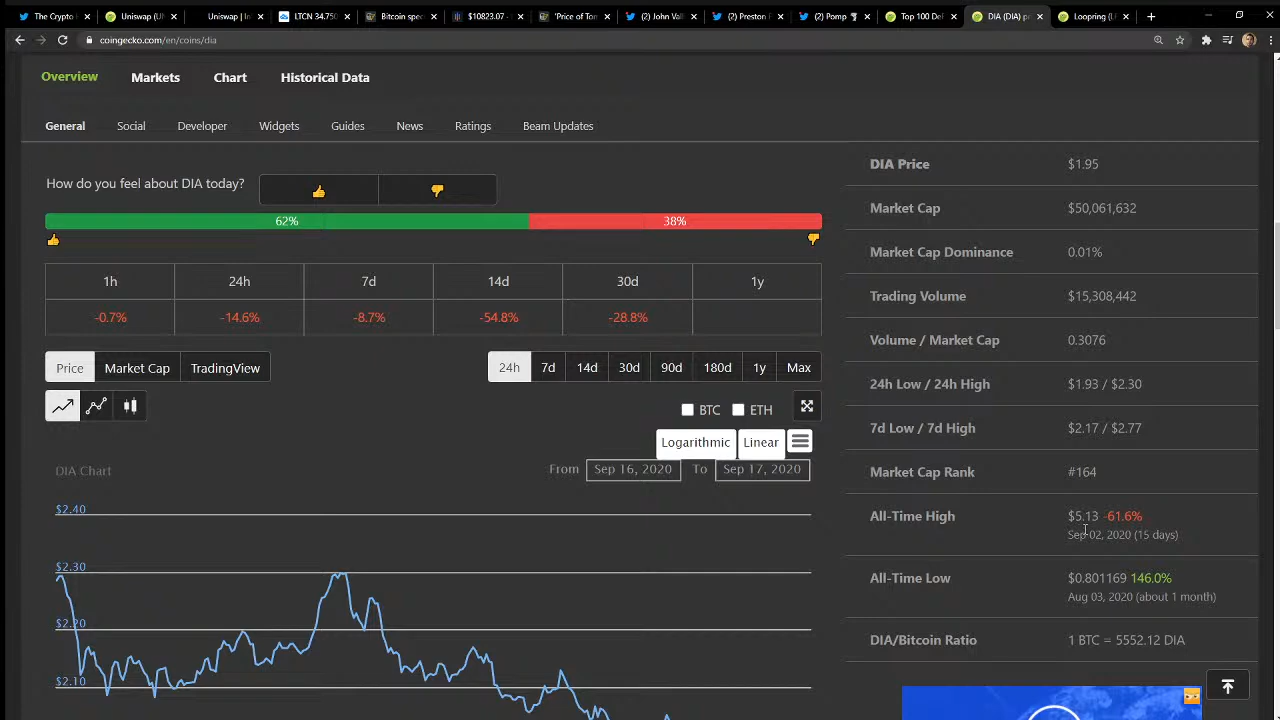 The Crypto H
Uniswap (UN
Uniswap | In
LTCN 34.750
Bitcoin spec
$10823.07 -
'Price of Tom
(2) John Val
(2) Preston P
(2) Pomp
Top 100 Def
DIA (DIA) pr
Loopring (L
coingecko.com/en/coins/dia
Overview
Markets
Chart
Historical Data
General
Social
Developer
Widgets
Guides
News
Ratings
Beam Updates
How do you feel about DIA today?
62%
38%
1h 24h 7d 14d 30d 1y
-0.7% -14.6% -8.7% -54.8% -28.8%
Price Market Cap TradingView
24h 7d 14d 30d 90d 180d 1y Max
BTC ETH
Logarithmic Linear
DIA Chart
From Sep 16, 2020 To Sep 17, 2020
$2.40
$2.30
$2.20
$2.10
DIA Price $1.95
Market Cap $50,061,632
Market Cap Dominance 0.01%
Trading Volume $15,308,442
Volume / Market Cap 0.3076
24h Low / 24h High $1.93 / $2.30
7d Low / 7d High $2.17 / $2.77
Market Cap Rank #164
All-Time High $5.13 -61.6%
Sep 02, 2020 (15 days)
All-Time Low $0.801169 146.0%
Aug 03, 2020 (about 1 month)
DIA/Bitcoin Ratio 1 BTC = 5552.12 DIA